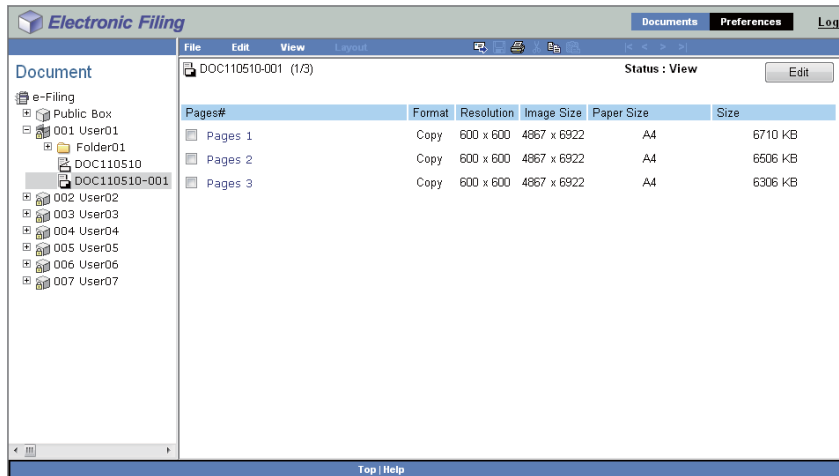 Electronic Filing
Documents Preferences
File Edit View Layout
Document
e-Filing
Public Box
001 User01
Folder01
DOC110510
DOC110510-001
002 User02
003 User03
004 User04
005 User05
006 User06
007 User07
DOC110510-001 (1/3) Status : View Edit
Pages# Format Resolution Image Size Paper Size Size
Pages 1 Copy 600 x 600 4867 x 6922 A4 6710 KB
Pages 2 Copy 600 x 600 4867 x 6922 A4 6506 KB
Pages 3 Copy 600 x 600 4867 x 6922 A4 6306 KB
Top | Help